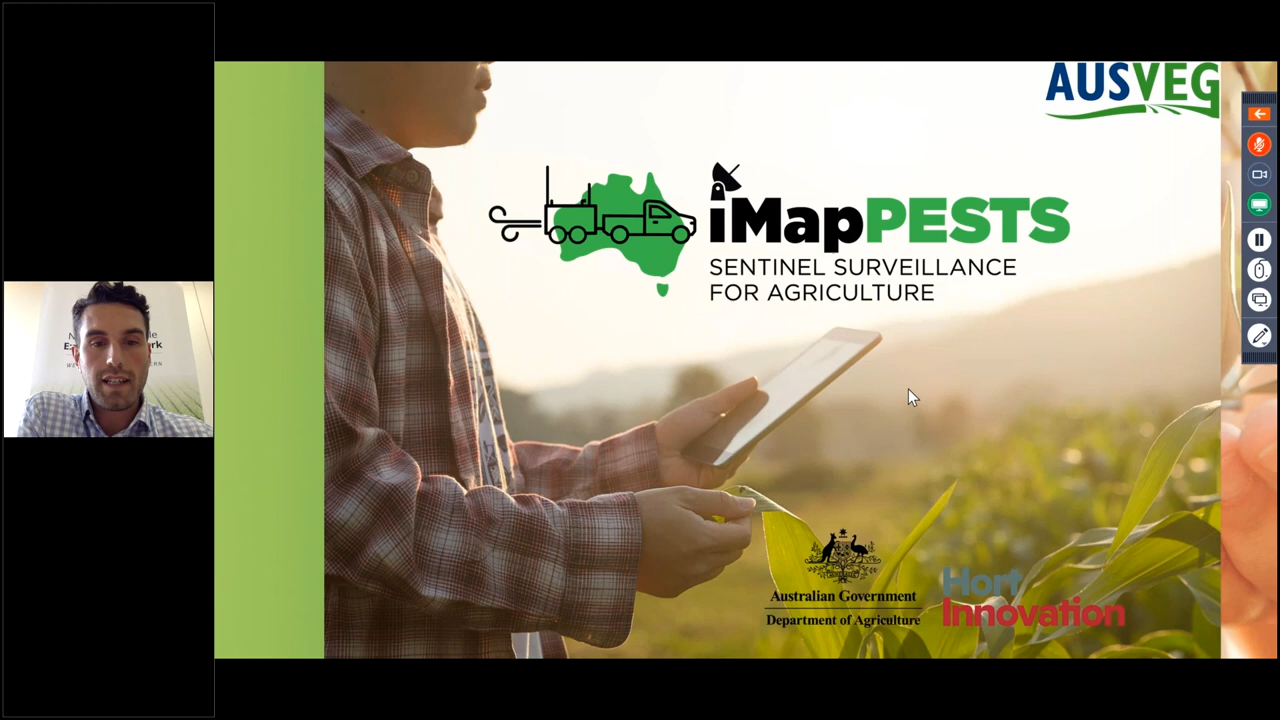 AUSVEG
iMapPESTS
SENTINEL SURVEILLANCE
FOR AGRICULTURE
Australian Government
Department of Agriculture
Hort
Innovation